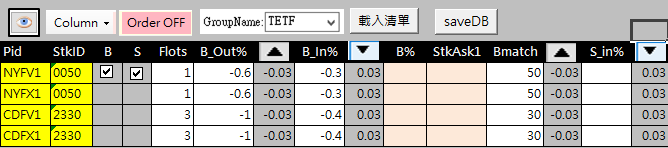 Column Order OFF GroupName: TETF 載入清單 saveDB
Pid StkID B S Flots B_Out% ▲ B_In% ▼ B% StkAsk1 Bmatch ▲ S_in% ▼
NYFV1 0050 1 -0.6 -0.03 -0.3 0.03 50 -0.03 0.03
NYFX1 0050 1 -0.6 -0.03 -0.3 0.03 50 -0.03 0.03
CDFV1 2330 3 -1 -0.03 -0.4 0.03 30 -0.03 0.03
CDFX1 2330 3 -1 -0.03 -0.4 0.03 30 -0.03 0.03